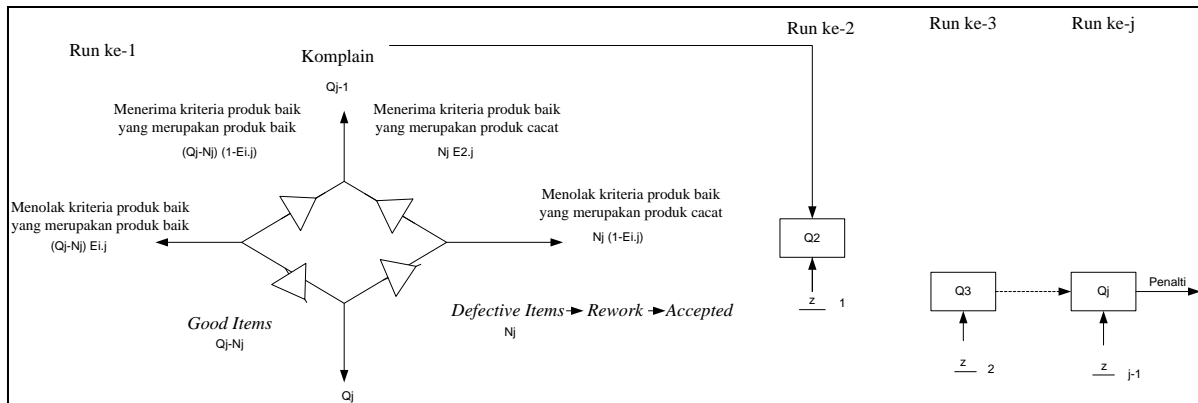 Run ke-1
Komplain
Run ke-2
Run ke-3
Run ke-j
Qj-1
Menerima kriteria produk baik
yang merupakan produk baik
(Qj-Nj) (1-Ei.j)
Menerima kriteria produk baik
yang merupakan produk cacat
Nj E2.j
Menolak kriteria produk baik
yang merupakan produk baik
(Qj-Nj) Ei.j
Menolak kriteria produk baik
yang merupakan produk cacat
Nj (1-Ei.j)
Q2
z 1
Q3
Qj
Penalti
z 2
z j-1
Good Items
Qj-Nj
Defective Items Rework Accepted
Nj
Qj